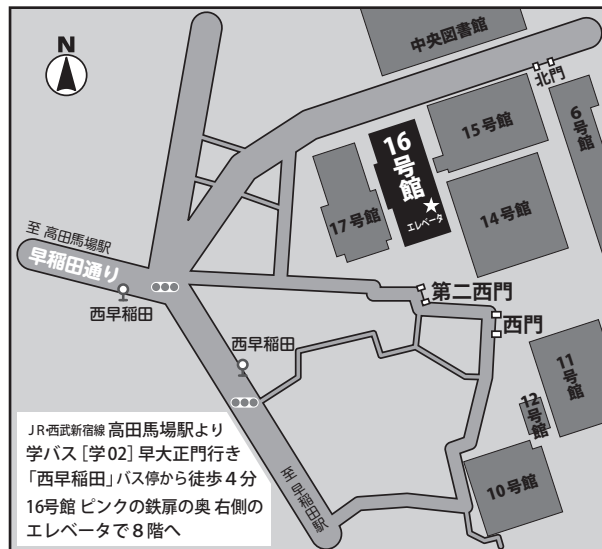 N
中央図書館
北門
15号館
6号館
16号館
エレベータ
17号館
14号館
至 高田馬場駅
早稲田通り
西早稲田
第二西門
西門
西早稲田
11号館
12号館
10号館
至 早稲田駅
JR・西武新宿線 高田馬場駅より
学バス [学02] 早大正門行き
「西早稲田」バス停から徒歩4分
16号館 ピンクの鉄扉の奥 右側の
エレベータで8階へ